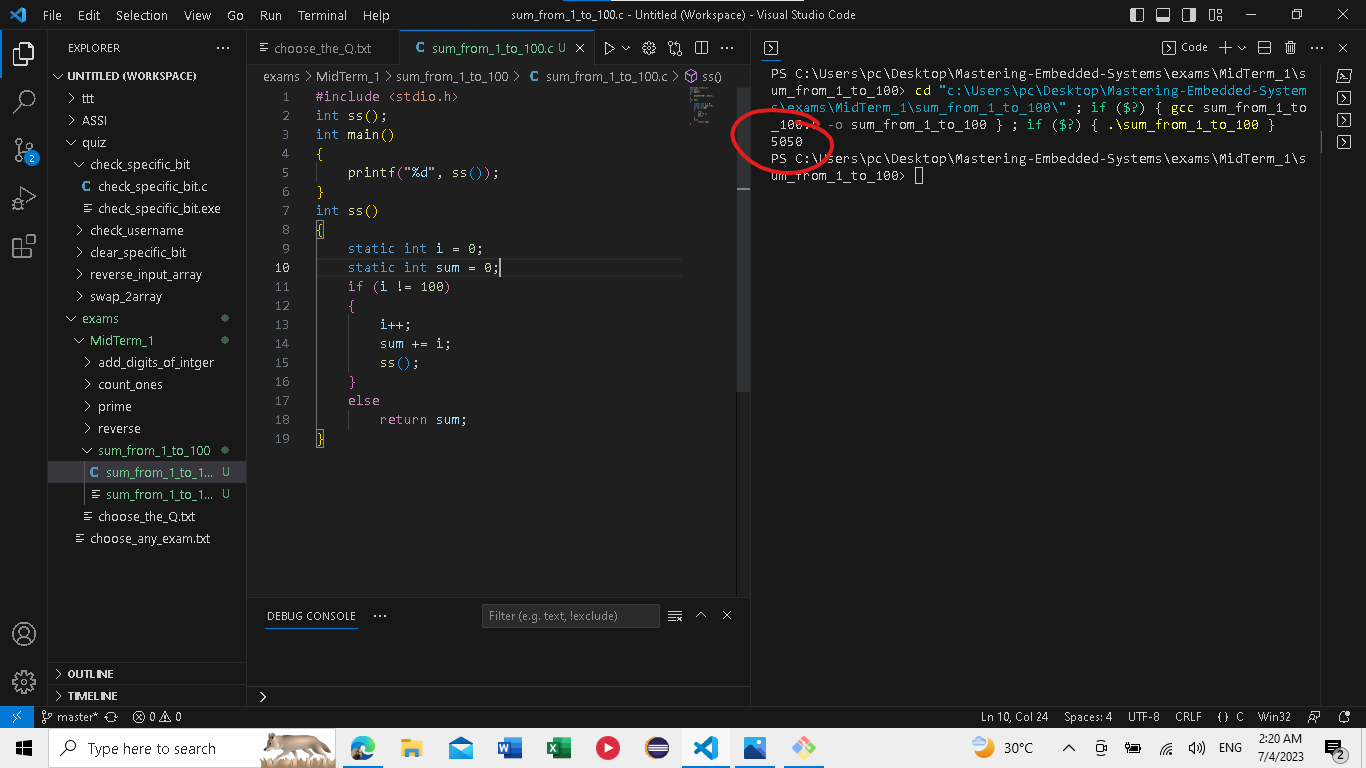 File Edit Selection View Go Run Terminal Help
sum_from_1_to_100.c - Untitled (Workspace) - Visual Studio Code
EXPLORER
UNTITLED (WORKSPACE)
ttt
ASSI
quiz
check_specific_bit
check_specific_bit.c
check_specific_bit.exe
check_username
clear_specific_bit
reverse_input_array
swap_2array
exams
MidTerm_1
add_digits_of_intger
count_ones
prime
reverse
sum_from_1_to_100
sum_from_1_to_1... U
sum_from_1_to_1... U
choose_the_Q.txt
choose_any_exam.txt
OUTLINE
TIMELINE
choose_the_Q.txt
sum_from_1_to_100.c U
exams > MidTerm_1 > sum_from_1_to_100 > sum_from_1_to_100.c > ss()
1 #include <stdio.h>
2 int ss();
3 int main()
4 {
5 printf("%d", ss());
6 }
7 int ss()
8 {
9 static int i = 0;
10 static int sum = 0;
11 if (i != 100)
12 {
13 i++;
14 sum += i;
15 ss();
16 }
17 else
18 return sum;
19 }
DEBUG CONSOLE
Filter (e.g. text, !exclude)
Code
PS C:\Users\pc\Desktop\Mastering-Embedded-Systems\exams\MidTerm_1\s
um_from_1_to_100> cd "c:\Users\pc\Desktop\Mastering-Embedded-System
s\exams\MidTerm_1\sum_from_1_to_100\" ; if ($?) { gcc sum_from_1_to
_100.c -o sum_from_1_to_100 } ; if ($?) { .\sum_from_1_to_100 }
5050
PS C:\Users\pc\Desktop\Mastering-Embedded-Systems\exams\MidTerm_1\s
um_from_1_to_100>
2
master* 0 0
Ln 10, Col 24 Spaces: 4 UTF-8 CRLF {} C Win32
Type here to search
30°C
ENG
2:20 AM
7/4/2023
2